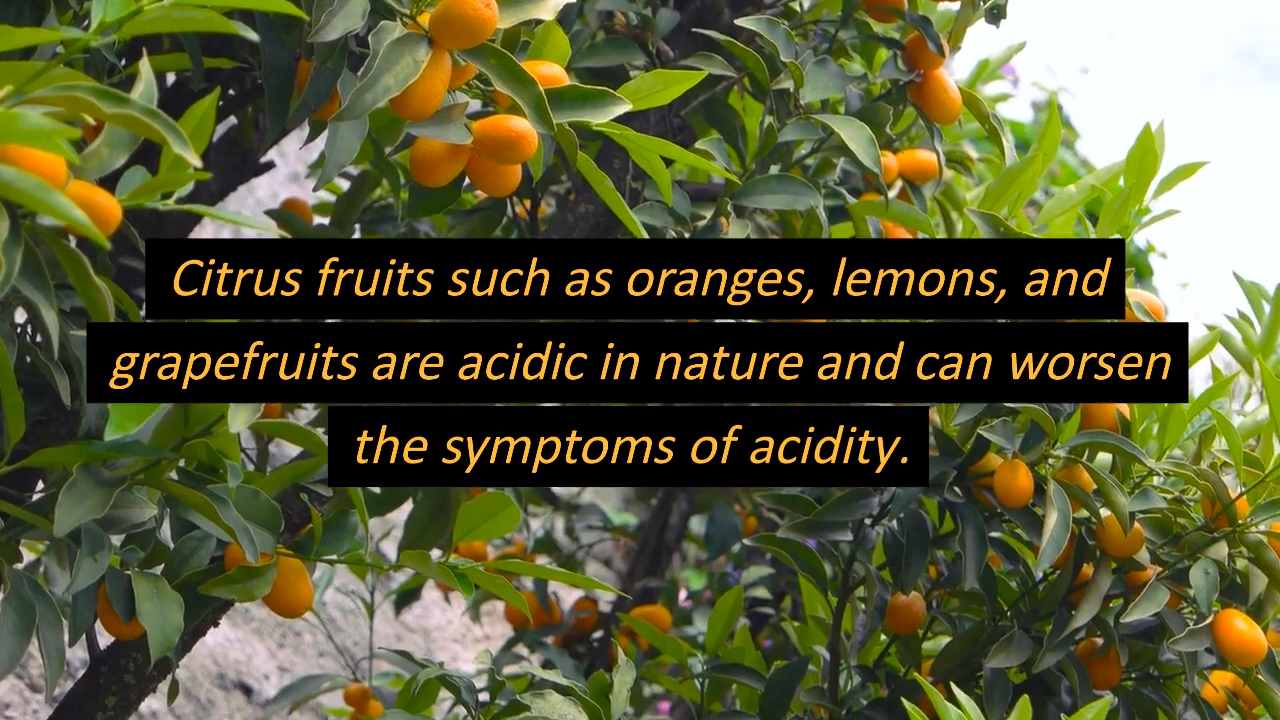 Citrus fruits such as oranges, lemons, and
grapefruits are acidic in nature and can worsen
the symptoms of acidity.